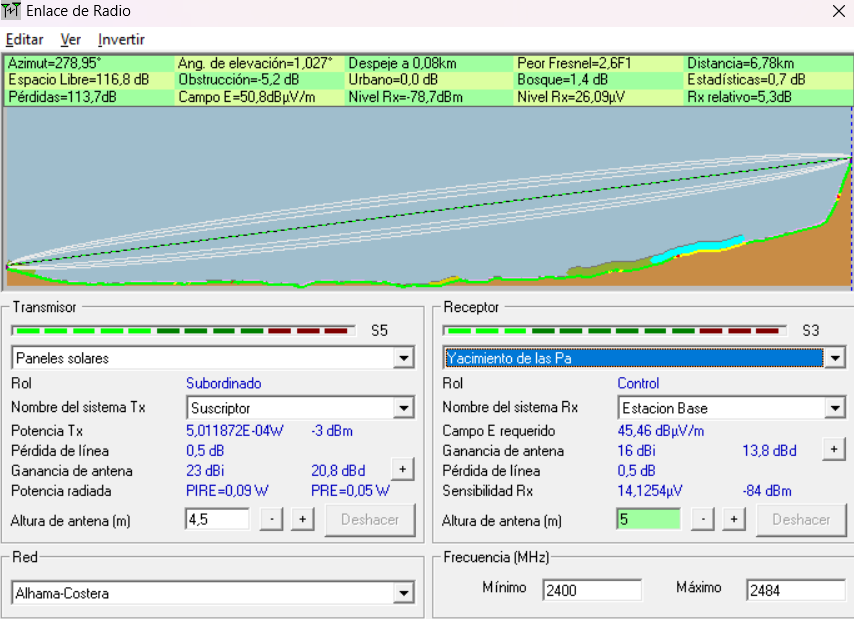 Enlace de Radio
Editar Ver Invertir
Azimut=278,95° Ang. de elevación=1,027° Despeje a 0,08km Peor Fresnel=2,6F1 Distancia=6,78km
Espacio Libre=116,8 dB Obstrucción=-5,2 dB Urbano=0,0 dB Bosque=1,4 dB Estadísticas=0,7 dB
Pérdidas=113,7dB Campo E=50,8dBµV/m Nivel Rx=-78,7dBm Nivel Rx=26,09µV Rx relativo=5,3dB
Transmisor
S5
Paneles solares
Rol Subordinado
Nombre del sistema Tx Suscriptor
Potencia Tx 5,011872E-04W -3 dBm
Pérdida de línea 0,5 dB
Ganancia de antena 23 dBi 20,8 dBd +
Potencia radiada PIRE=0,09 W PRE=0,05 W
Altura de antena (m) 4,5 - + Deshacer
Receptor
S3
Yacimiento de las Pa
Rol Control
Nombre del sistema Rx Estacion Base
Campo E requerido 45,46 dBµV/m
Ganancia de antena 16 dBi 13,8 dBd +
Pérdida de línea 0,5 dB
Sensibilidad Rx 14,1254µV -84 dBm
Altura de antena (m) 5 - + Deshacer
Red
Alhama-Costera
Frecuencia (MHz)
Mínimo 2400 Máximo 2484